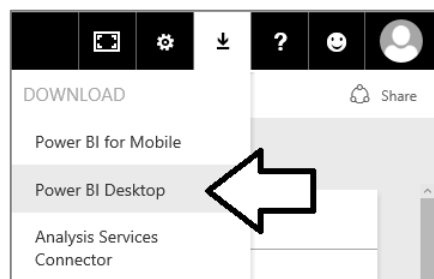 ?
DOWNLOAD
Share
Power BI for Mobile
Power BI Desktop
Analysis Services
Connector